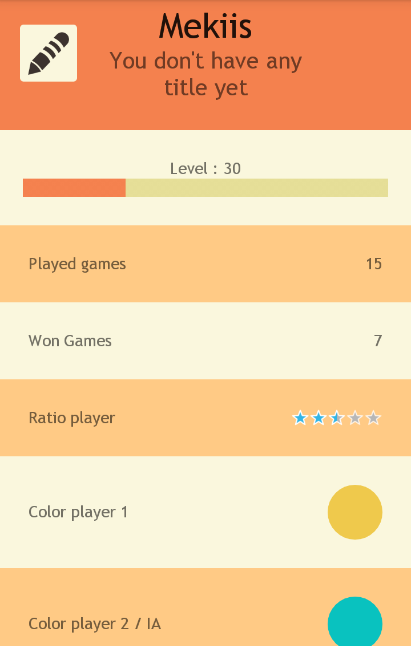 Mekiis
You don't have any
title yet
Level : 30
Played games 15
Won Games 7
Ratio player
Color player 1
Color player 2 / IA